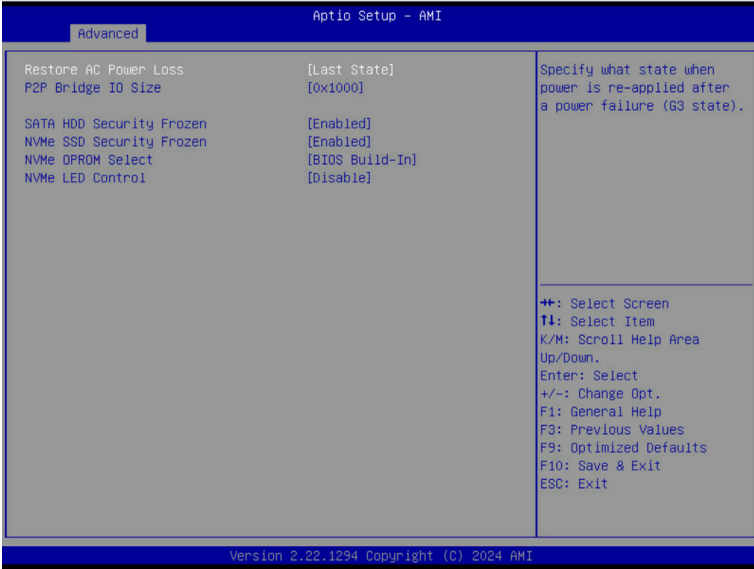 Aptio Setup – AMI
Advanced
Restore AC Power Loss [Last State]
P2P Bridge IO Size [0x1000]
SATA HDD Security Frozen [Enabled]
NVMe SSD Security Frozen [Enabled]
NVMe OPROM Select [BIOS Build-In]
NVMe LED Control [Disable]
Specify what state when
power is re-applied after
a power failure (G3 state).
→←: Select Screen
↑↓: Select Item
K/M: Scroll Help Area
Up/Down.
Enter: Select
+/-: Change Opt.
F1: General Help
F3: Previous Values
F9: Optimized Defaults
F10: Save & Exit
ESC: Exit
Version 2.22.1294 Copyright (C) 2024 AMI